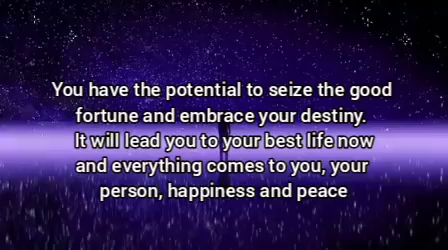 You have the potential to seize the good
fortune and embrace your destiny.
It will lead you to your best life now
and everything comes to you, your
person, happiness and peace